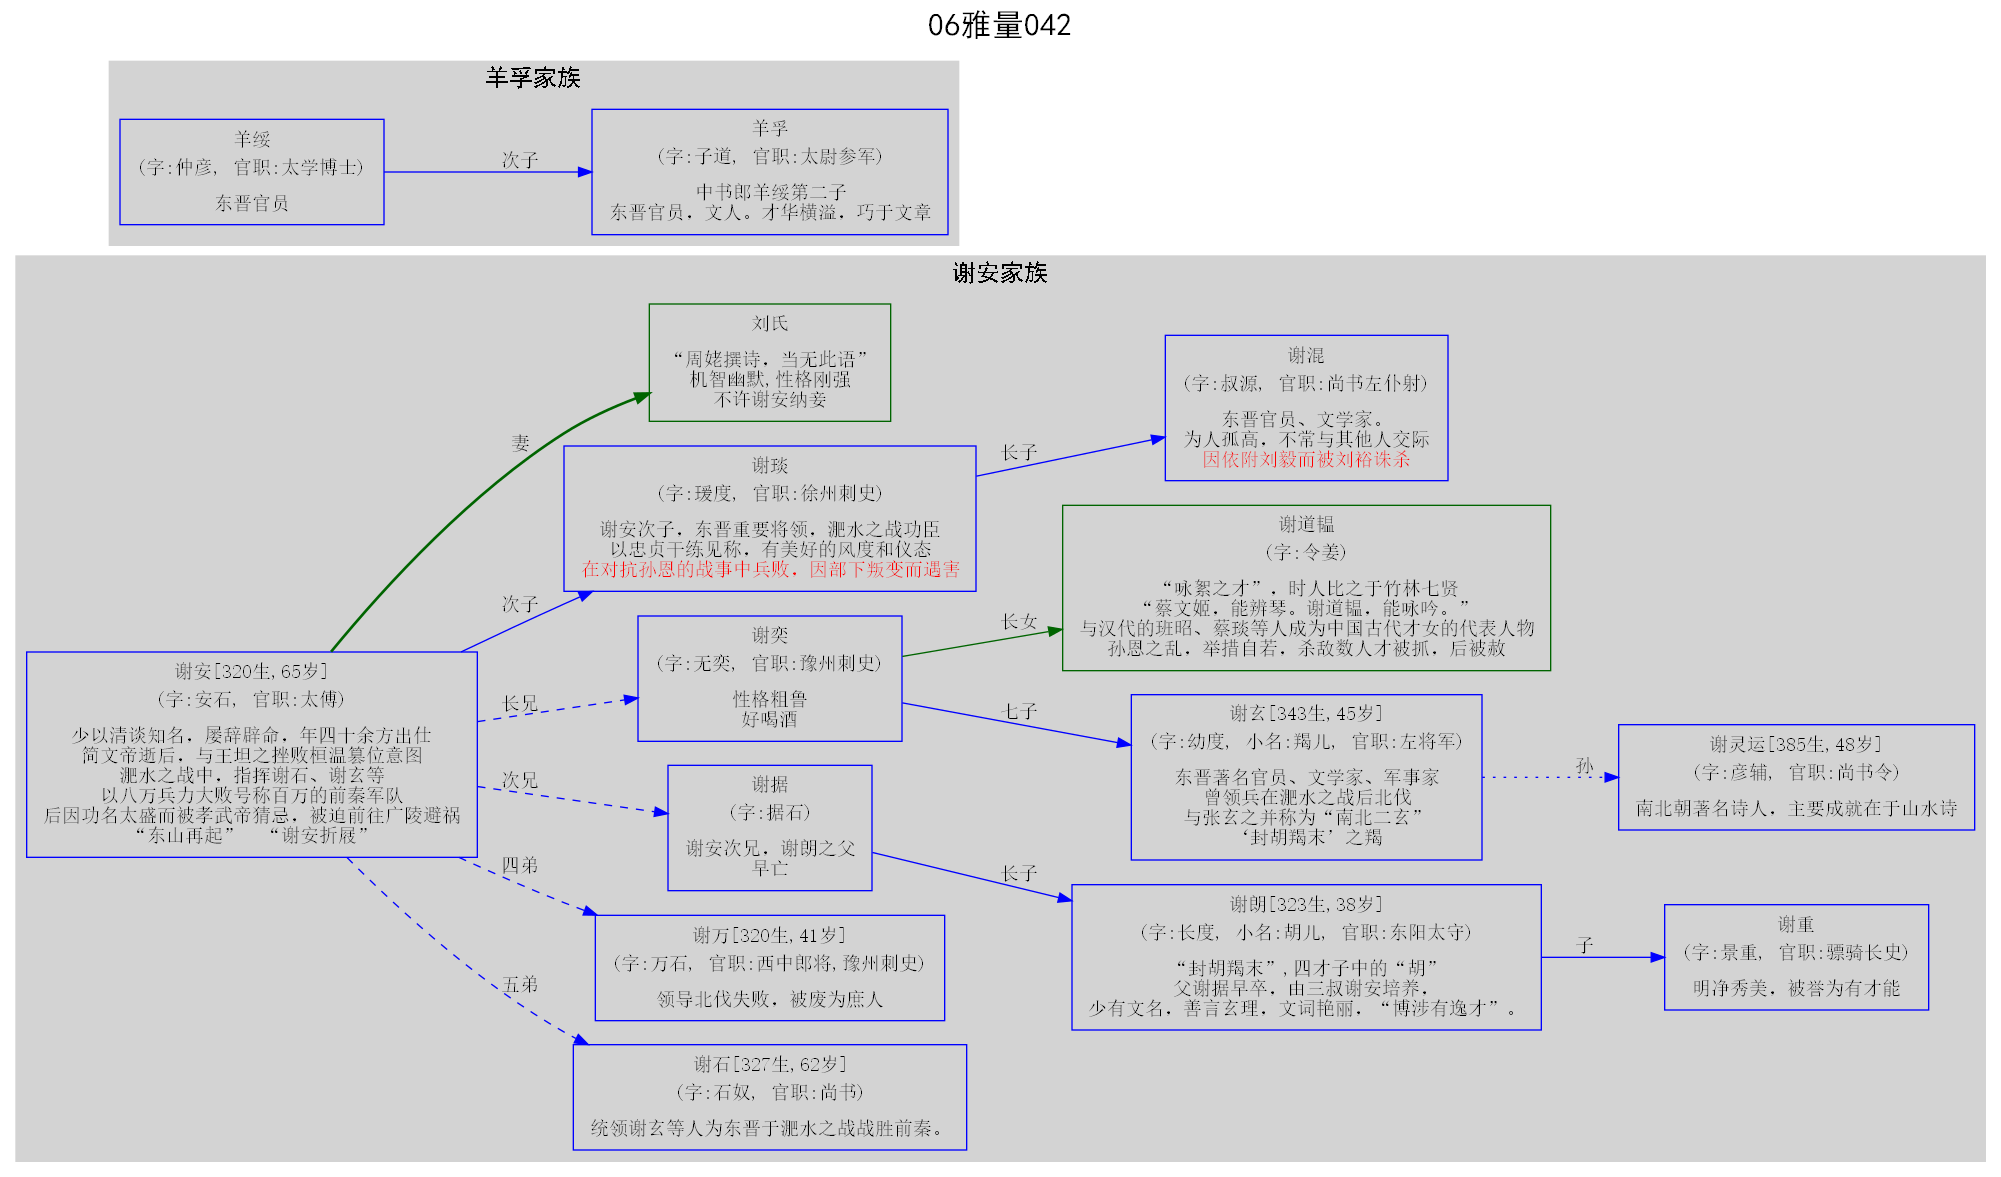 06雅量042
羊孚家族
羊绥
(字:仲彦, 官职:太学博士)
东晋官员
次子
羊孚
(字:子道, 官职:太尉参军)
中书郎羊绥第二子
东晋官员，文人。才华横溢，巧于文章
谢安家族
刘氏
“周姥撰诗，当无此语”
机智幽默,性格刚强
不许谢安纳妾
妻
谢琰
(字:瑗度, 官职:徐州刺史)
谢安次子，东晋重要将领，淝水之战功臣
以忠贞干练见称，有美好的风度和仪态
在对抗孙恩的战事中兵败，因部下叛变而遇害
次子
长子
谢混
(字:叔源, 官职:尚书左仆射)
东晋官员、文学家。
为人孤高，不常与其他人交际
因依附刘毅而被刘裕诛杀
谢安[320生,65岁]
(字:安石, 官职:太傅)
少以清谈知名，屡辞辟命，年四十余方出仕
简文帝逝后，与王坦之挫败桓温篡位意图
淝水之战中，指挥谢石、谢玄等
以八万兵力大败号称百万的前秦军队
后因功名太盛而被孝武帝猜忌，被迫前往广陵避祸
“东山再起”  “谢安折屐”
长兄
谢奕
(字:无奕, 官职:豫州刺史)
性格粗鲁
好喝酒
长女
谢道韫
(字:令姜)
“咏絮之才”，时人比之于竹林七贤
“蔡文姬，能辨琴。谢道韫，能咏吟。”
与汉代的班昭、蔡琰等人成为中国古代才女的代表人物
孙恩之乱，举措自若，杀敌数人才被抓，后被赦
七子
谢玄[343生,45岁]
(字:幼度, 小名:羯儿, 官职:左将军)
东晋著名官员、文学家、军事家
曾领兵在淝水之战后北伐
与张玄之并称为“南北二玄”
‘封胡羯末’之羯
孙
谢灵运[385生,48岁]
(字:彦辅, 官职:尚书令)
南北朝著名诗人，主要成就在于山水诗
次兄
谢据
(字:据石)
谢安次兄，谢朗之父
早亡
长子
谢朗[323生,38岁]
(字:长度, 小名:胡儿, 官职:东阳太守)
“封胡羯末”,四才子中的“胡”
父谢据早卒，由三叔谢安培养，
少有文名，善言玄理，文词艳丽，“博涉有逸才”。
子
谢重
(字:景重, 官职:骠骑长史)
明净秀美，被誉为有才能
四弟
谢万[320生,41岁]
(字:万石, 官职:西中郎将,豫州刺史)
领导北伐失败，被废为庶人
五弟
谢石[327生,62岁]
(字:石奴, 官职:尚书)
统领谢玄等人为东晋于淝水之战战胜前秦。